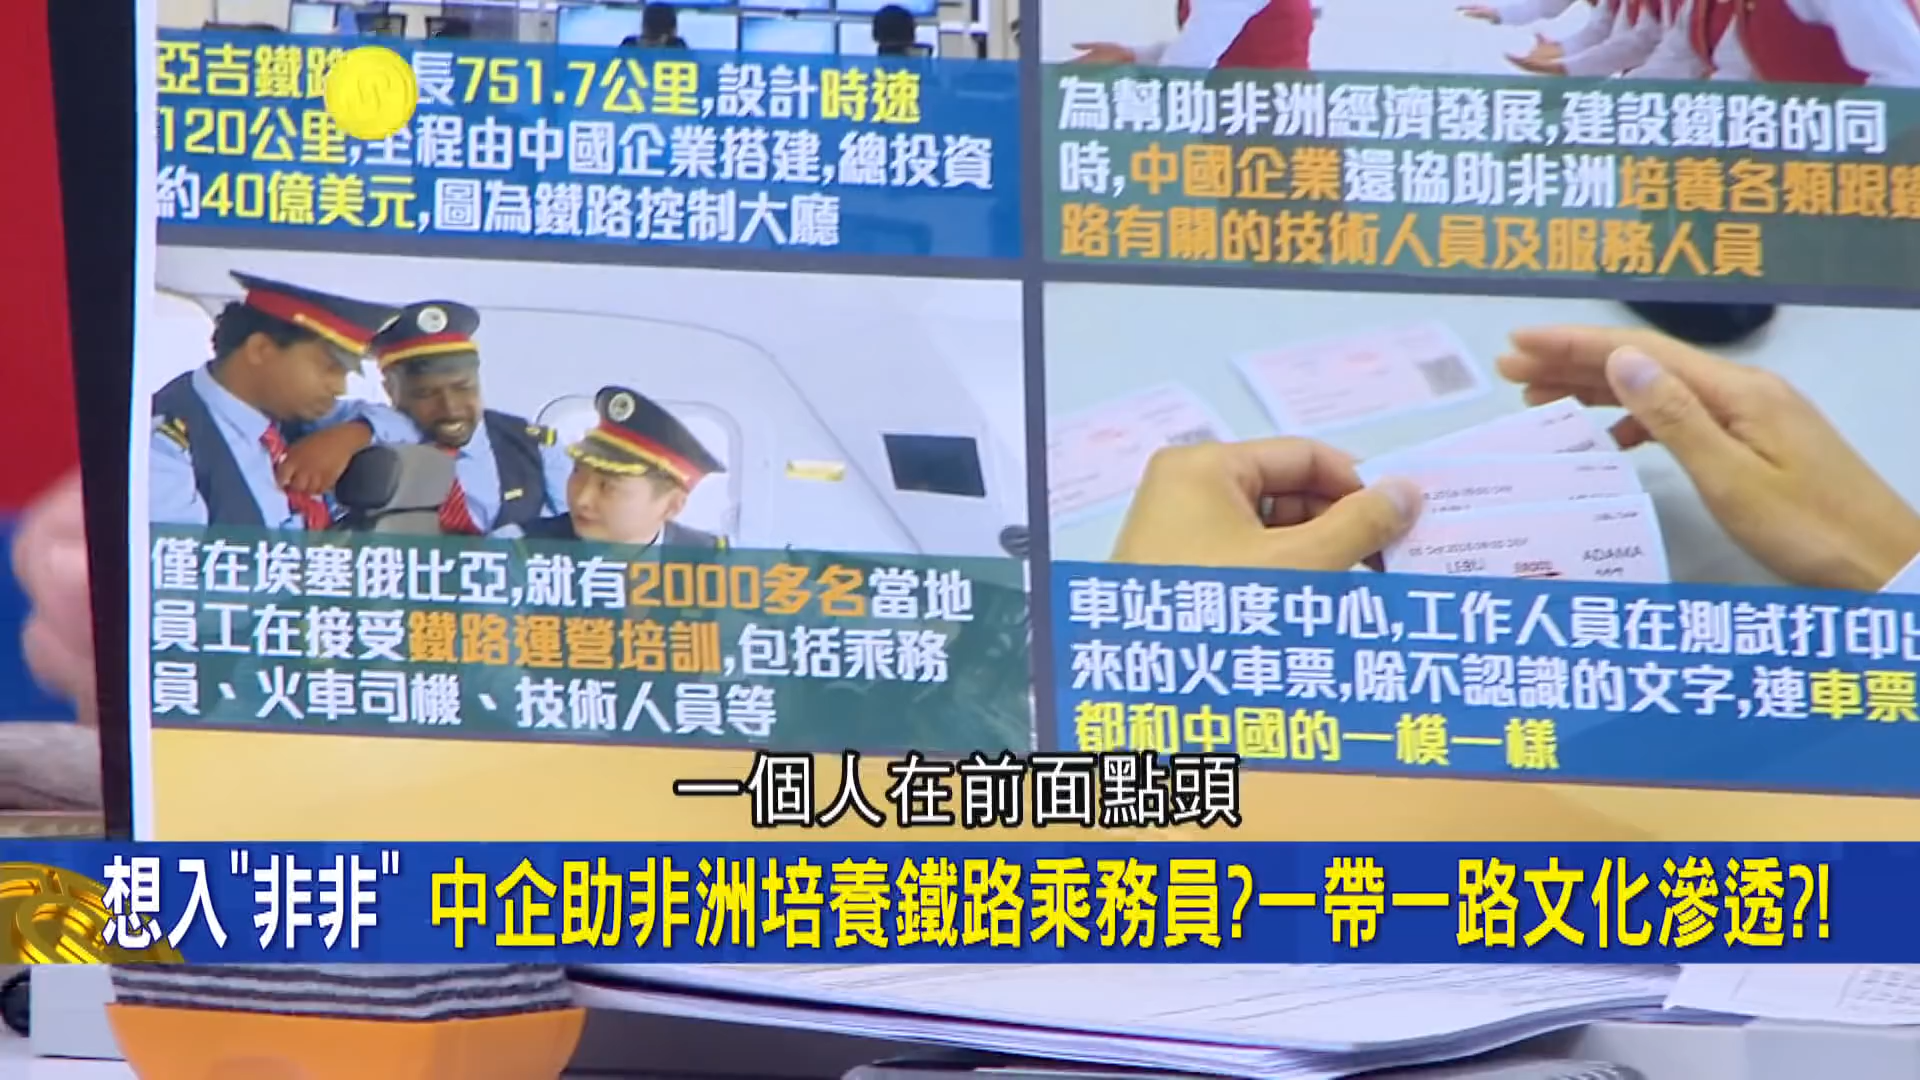 亞吉鐵路 長751.7公里,設計時速
120公里,全程由中國企業搭建,總投資
約40億美元,圖為鐵路控制大廳
為幫助非洲經濟發展,建設鐵路的同
時,中國企業還協助非洲培養各類跟鐵
路有關的技術人員及服務人員
僅在埃塞俄比亞,就有2000多名當地
員工在接受鐵路運營培訓,包括乘務
員、火車司機、技術人員等
LEBU
ADAMA
車站調度中心,工作人員在測試打印出
來的火車票,除不認識的文字,連車票
都和中國的一模一樣
一個人在前面點頭
想入"非非" 中企助非洲培養鐵路乘務員?一帶一路文化滲透?!